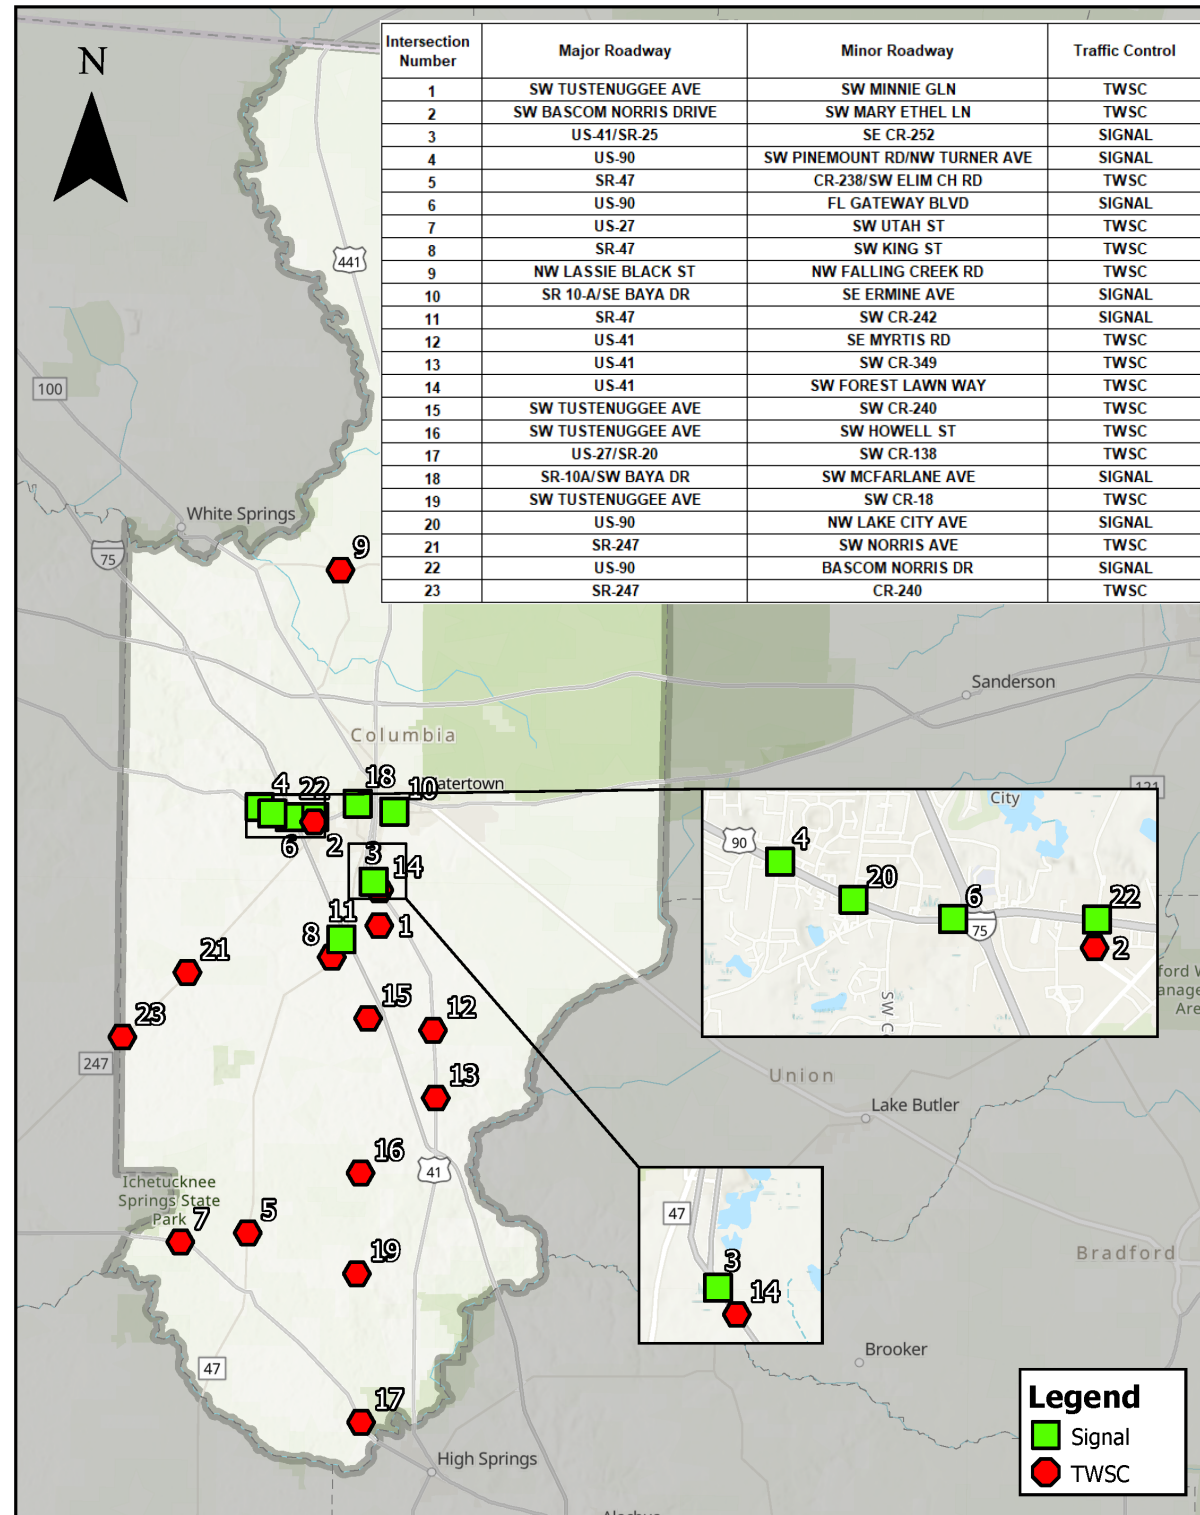 N
Intersection Number Major Roadway Minor Roadway Traffic Control
1 SW TUSTENUGGEE AVE SW MINNIE GLN TWSC
2 SW BASCOM NORRIS DRIVE SW MARY ETHEL LN TWSC
3 US-41/SR-25 SE CR-252 SIGNAL
4 US-90 SW PINEMOUNT RD/NW TURNER AVE SIGNAL
5 SR-47 CR-238/SW ELIM CH RD TWSC
6 US-90 FL GATEWAY BLVD SIGNAL
7 US-27 SW UTAH ST TWSC
8 SR-47 SW KING ST TWSC
9 NW LASSIE BLACK ST NW FALLING CREEK RD TWSC
10 SR 10-A/SE BAYA DR SE ERMINE AVE SIGNAL
11 SR-47 SW CR-242 SIGNAL
12 US-41 SE MYRTIS RD TWSC
13 US-41 SW CR-349 TWSC
14 US-41 SW FOREST LAWN WAY TWSC
15 SW TUSTENUGGEE AVE SW CR-240 TWSC
16 SW TUSTENUGGEE AVE SW HOWELL ST TWSC
17 US-27/SR-20 SW CR-138 TWSC
18 SR-10A/SW BAYA DR SW MCFARLANE AVE SIGNAL
19 SW TUSTENUGGEE AVE SW CR-18 TWSC
20 US-90 NW LAKE CITY AVE SIGNAL
21 SR-247 SW NORRIS AVE TWSC
22 US-90 BASCOM NORRIS DR SIGNAL
23 SR-247 CR-240 TWSC
441
100
White Springs
75
9
Sanderson
Columbia
121
4 22 18 10 atertown
6 2
City
90
4
20
6
22
75
2
SW C
3 14
11
8 1
21
15 12
23
247
13
Union
Lake Butler
16
41
Ichetucknee
Springs State
Park
7 5
19
47
3
14
Bradford
Brooker
47
17
High Springs
Legend
Signal
TWSC